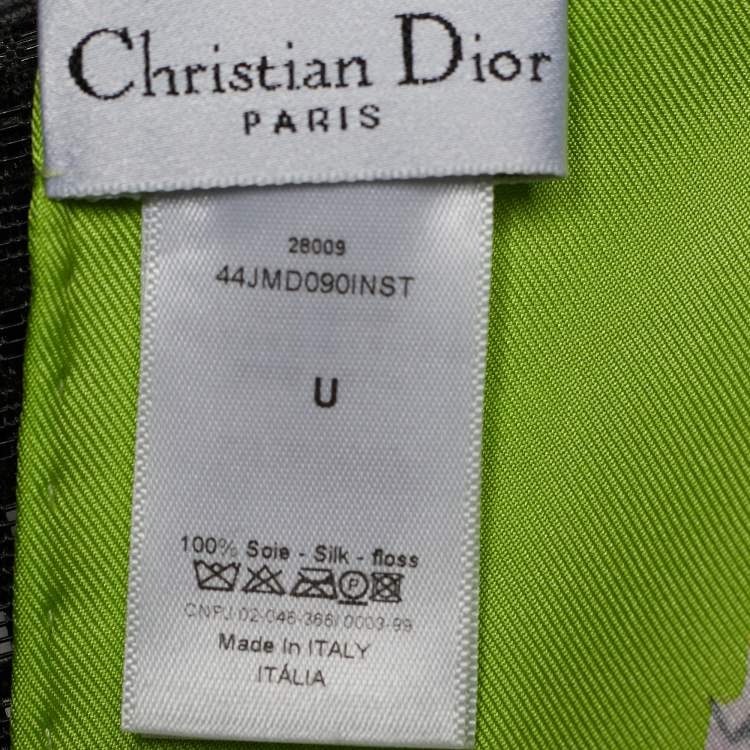 Christian Dior
PARIS
28009
44JMD090INST
U
100% Soie - Silk - floss
P
CNPJ 02-046-366/0003-99
Made In ITALY
ITÁLIA